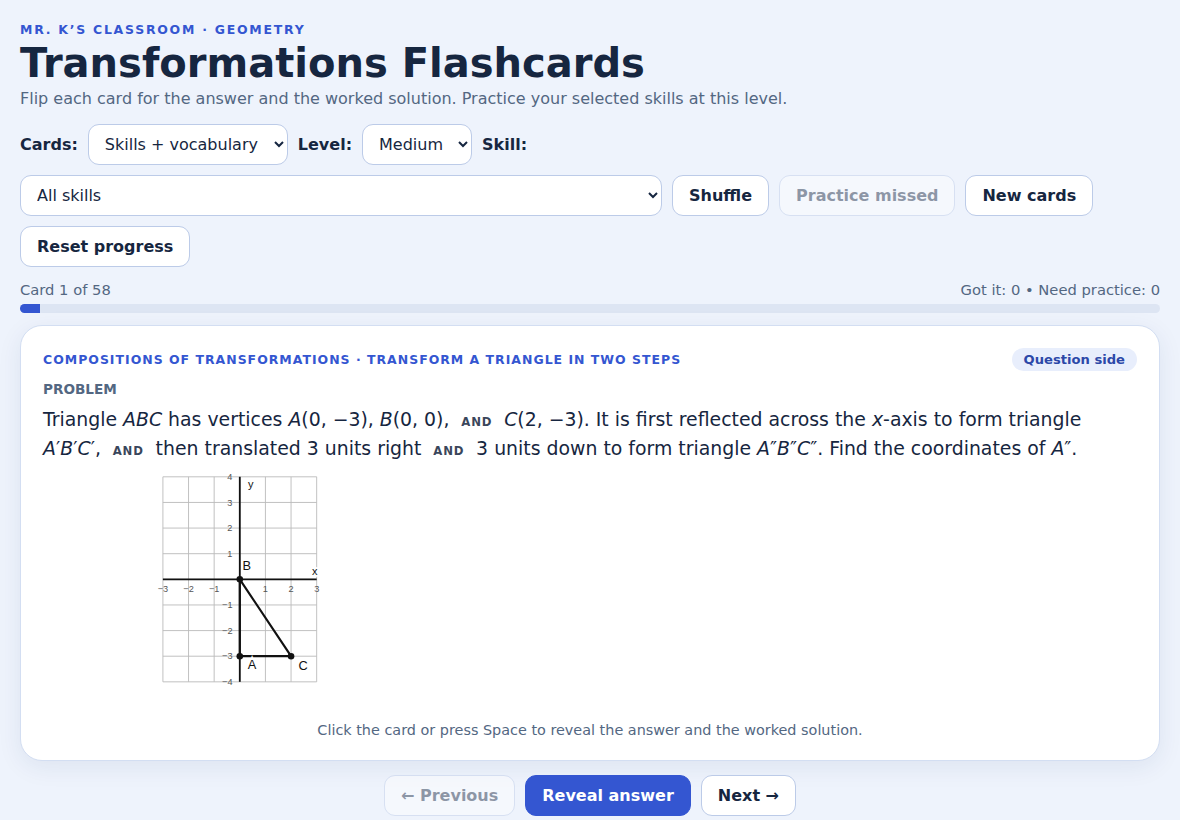 MR. K’S CLASSROOM · GEOMETRY
Transformations Flashcards
Flip each card for the answer and the worked solution. Practice your selected skills at this level.
Cards: Skills + vocabulary Level: Medium Skill:
All skills Shuffle Practice missed New cards
Reset progress
Card 1 of 58 Got it: 0 • Need practice: 0
COMPOSITIONS OF TRANSFORMATIONS · TRANSFORM A TRIANGLE IN TWO STEPS Question side
PROBLEM
Triangle ABC has vertices A(0, −3), B(0, 0), AND C(2, −3). It is first reflected across the x-axis to form triangle
A′B′C′, AND then translated 3 units right AND 3 units down to form triangle A″B″C″. Find the coordinates of A″.
4
y
3
2
1
B
x
−3 −2 −1 1 2 3
−1
−2
−3
A C
−4
Click the card or press Space to reveal the answer and the worked solution.
← Previous Reveal answer Next →